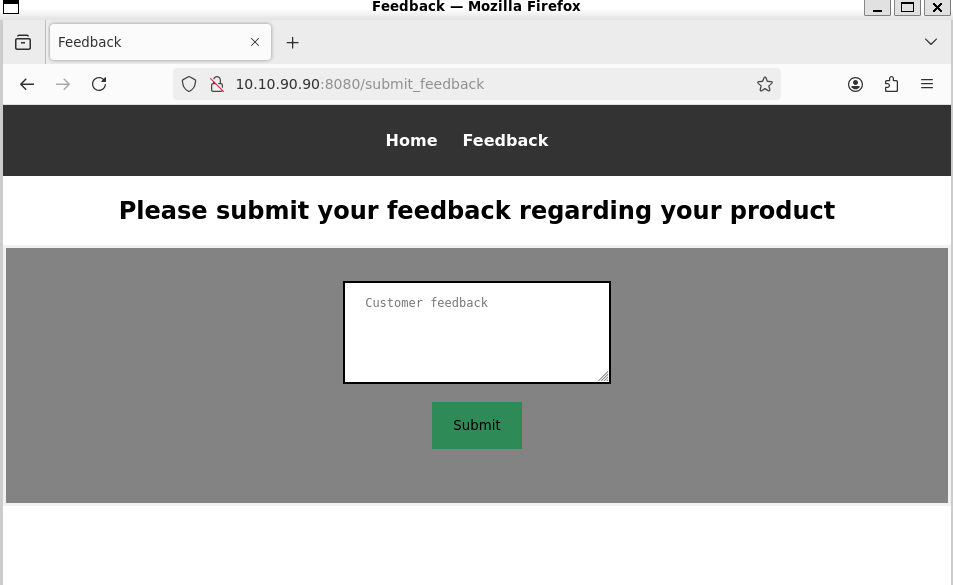 Feedback — Mozilla Firefox
Feedback
10.10.90.90:8080/submit_feedback
Home Feedback
Please submit your feedback regarding your product
Customer feedback
Submit